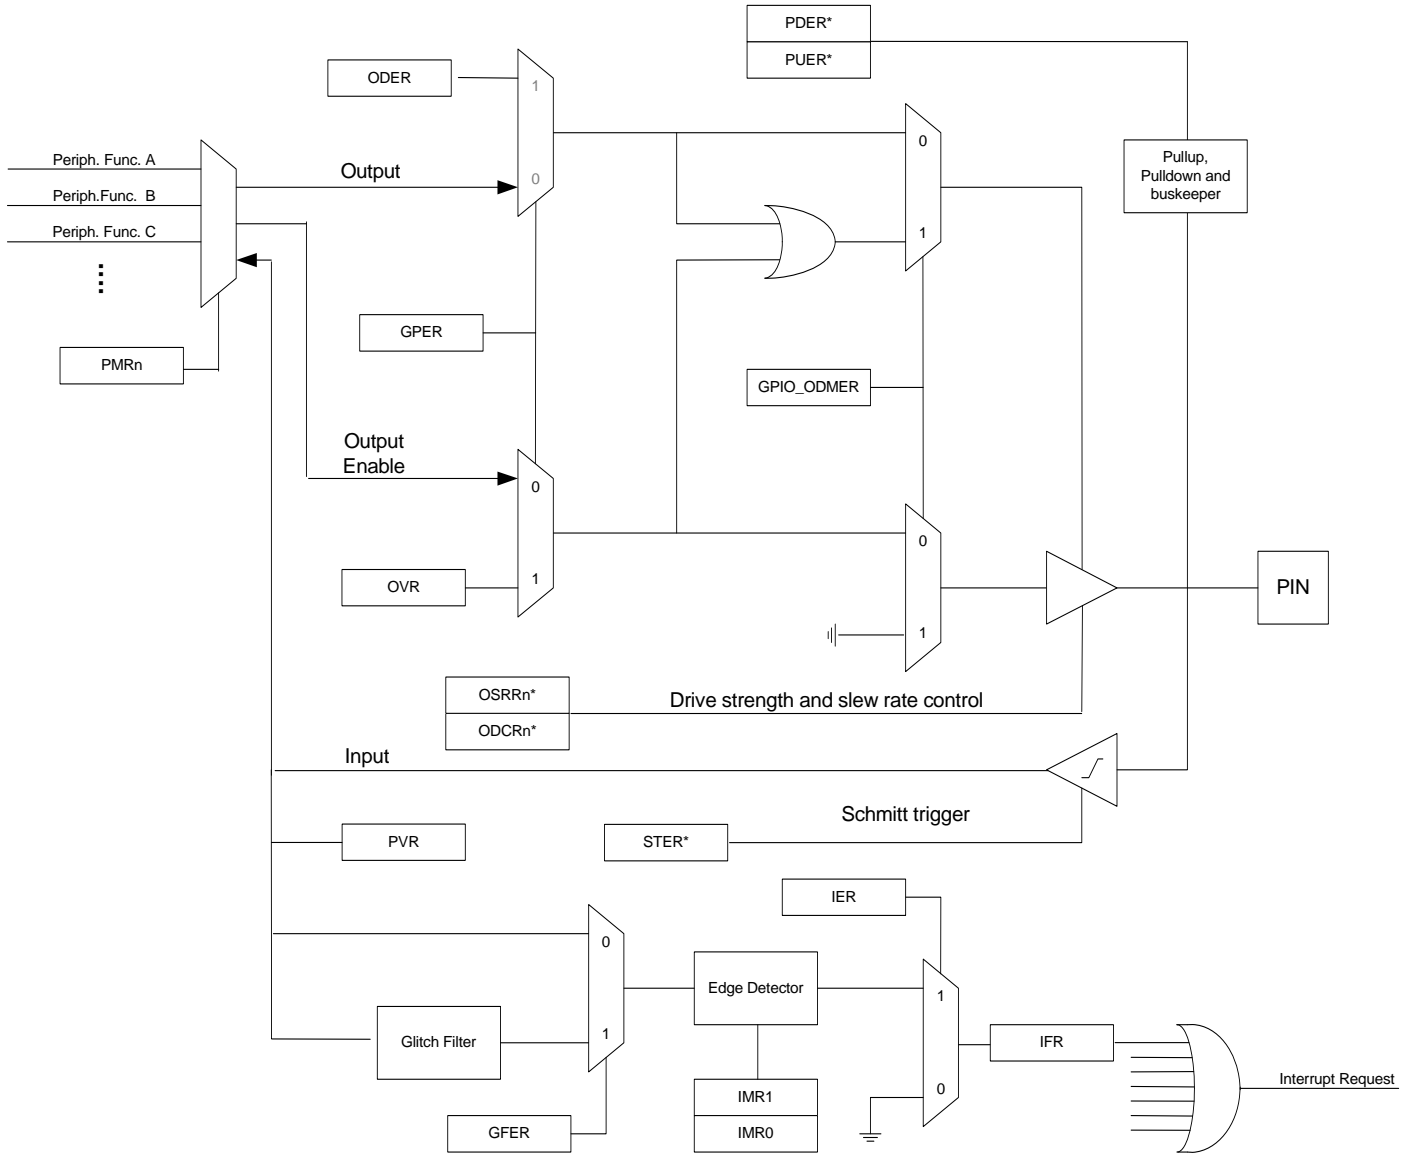 PDER*
PUER*
ODER
1
0
Periph. Func. A
Periph.Func. B
Periph. Func. C
Output
0
1
Pullup,
Pulldown and
buskeeper
GPER
PMRn
GPIO_ODMER
Output
Enable
0
1
OVR
0
1
PIN
OSRRn*
ODCRn*
Drive strength and slew rate control
Input
Schmitt trigger
PVR
STER*
IER
0
1
Edge Detector
1
0
Glitch Filter
IFR
Interrupt Request
IMR1
IMR0
GFER